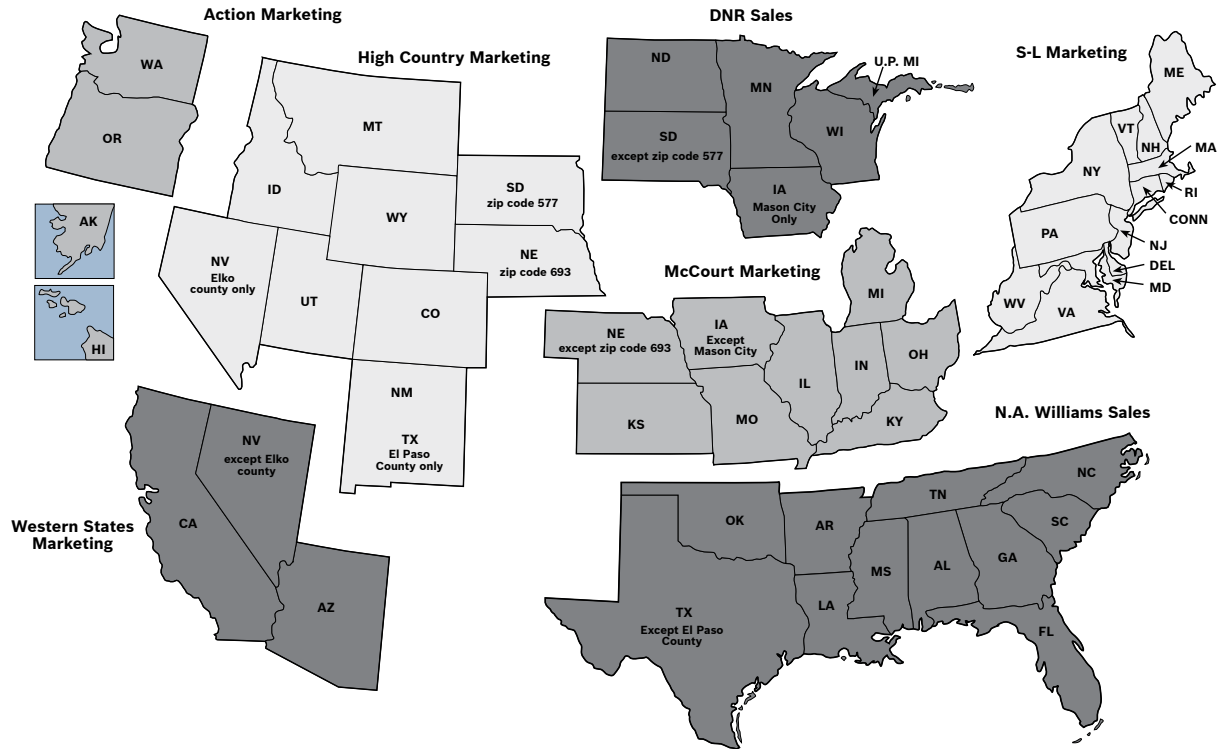 Action Marketing
WA
OR
AK
HI
High Country Marketing
MT
ID
WY
SD
zip code 577
NE
zip code 693
NV
Elko
county only
UT
CO
NM
TX
El Paso
County only
DNR Sales
ND
MN
U.P. MI
SD
except zip code 577
WI
IA
Mason City
Only
S-L Marketing
ME
VT
NH
MA
NY
RI
CONN
PA
NJ
DEL
MD
WV
VA
McCourt Marketing
MI
NE
except zip code 693
IA
Except
Mason City
IL
IN
OH
KS
MO
KY
Western States
Marketing
NV
except Elko
county
CA
AZ
N.A. Williams Sales
NC
TN
OK
AR
SC
GA
AL
MS
LA
TX
Except El Paso
County
FL